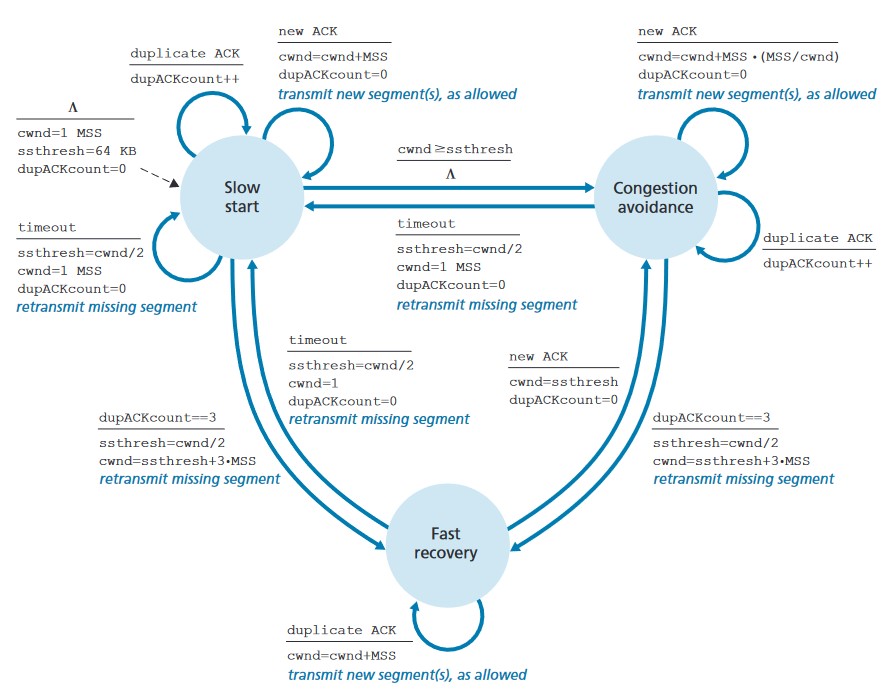 new ACK
cwnd=cwnd+MSS
dupACKcount=0
transmit new segment(s), as allowed
new ACK
cwnd=cwnd+MSS •(MSS/cwnd)
dupACKcount=0
transmit new segment(s), as allowed
duplicate ACK
dupACKcount++
Λ
cwnd=1 MSS
ssthresh=64 KB
dupACKcount=0
cwnd≥ssthresh
Λ
Slow
start
Congestion
avoidance
timeout
ssthresh=cwnd/2
cwnd=1 MSS
dupACKcount=0
retransmit missing segment
timeout
ssthresh=cwnd/2
cwnd=1 MSS
dupACKcount=0
retransmit missing segment
duplicate ACK
dupACKcount++
timeout
ssthresh=cwnd/2
cwnd=1
dupACKcount=0
retransmit missing segment
new ACK
cwnd=ssthresh
dupACKcount=0
dupACKcount==3
ssthresh=cwnd/2
cwnd=ssthresh+3•MSS
retransmit missing segment
dupACKcount==3
ssthresh=cwnd/2
cwnd=ssthresh+3•MSS
retransmit missing segment
Fast
recovery
duplicate ACK
cwnd=cwnd+MSS
transmit new segment(s), as allowed